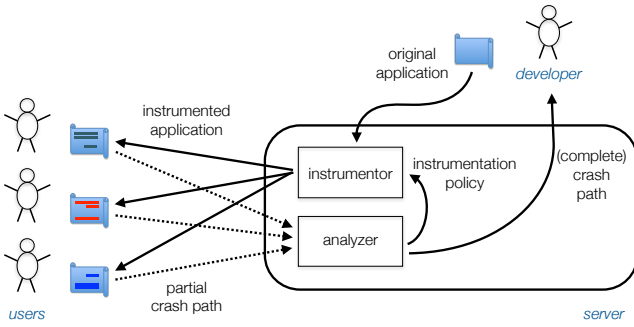 original
application
developer
instrumented
application
instrumentor
instrumentation
policy
(complete)
crash
path
analyzer
partial
crash path
users
server